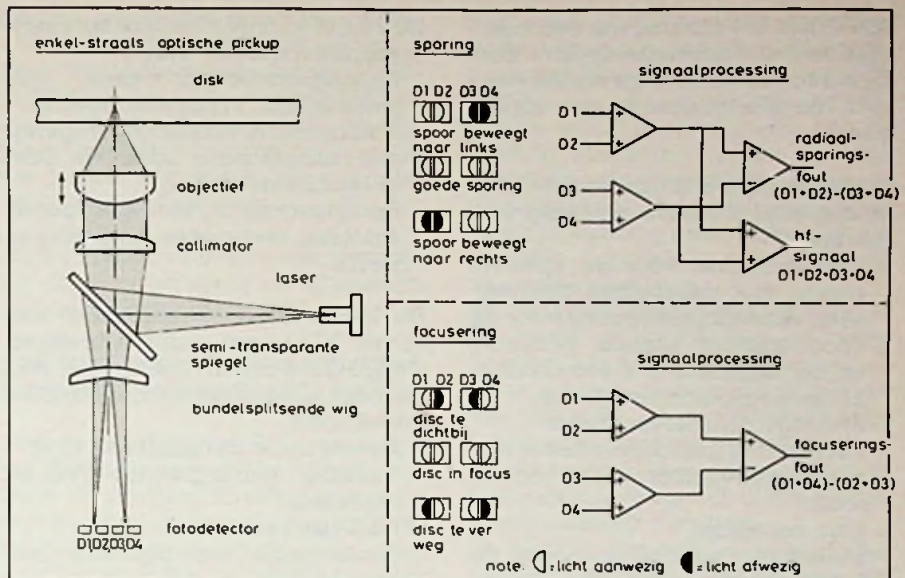 enkel-straals optische pickup
disk
objectief
collimator
laser
semi-transparante
spiegel
bundelsplitsende wig
fotodetector
D1,D2,D3,D4
sporing
signaalprocessing
D1 D2 D3 D4
spoor beweegt
naar links
goede sporing
spoor beweegt
naar rechts
D1
+
D2
+
D3
+
D4
+
+
−
radiaal-
sporings-
fout
(D1+D2)-(D3+D4)
+
+
hf-
signaal
D1+D2+D3+D4
focusering
signaalprocessing
D1 D2 D3 D4
disc te
dichtbij
disc in focus
disc te ver
weg
D1
+
D2
+
D3
+
D4
+
+
−
focuserings-
fout
(D1+D4)-(D2+D3)
note: =licht aanwezig =licht afwezig